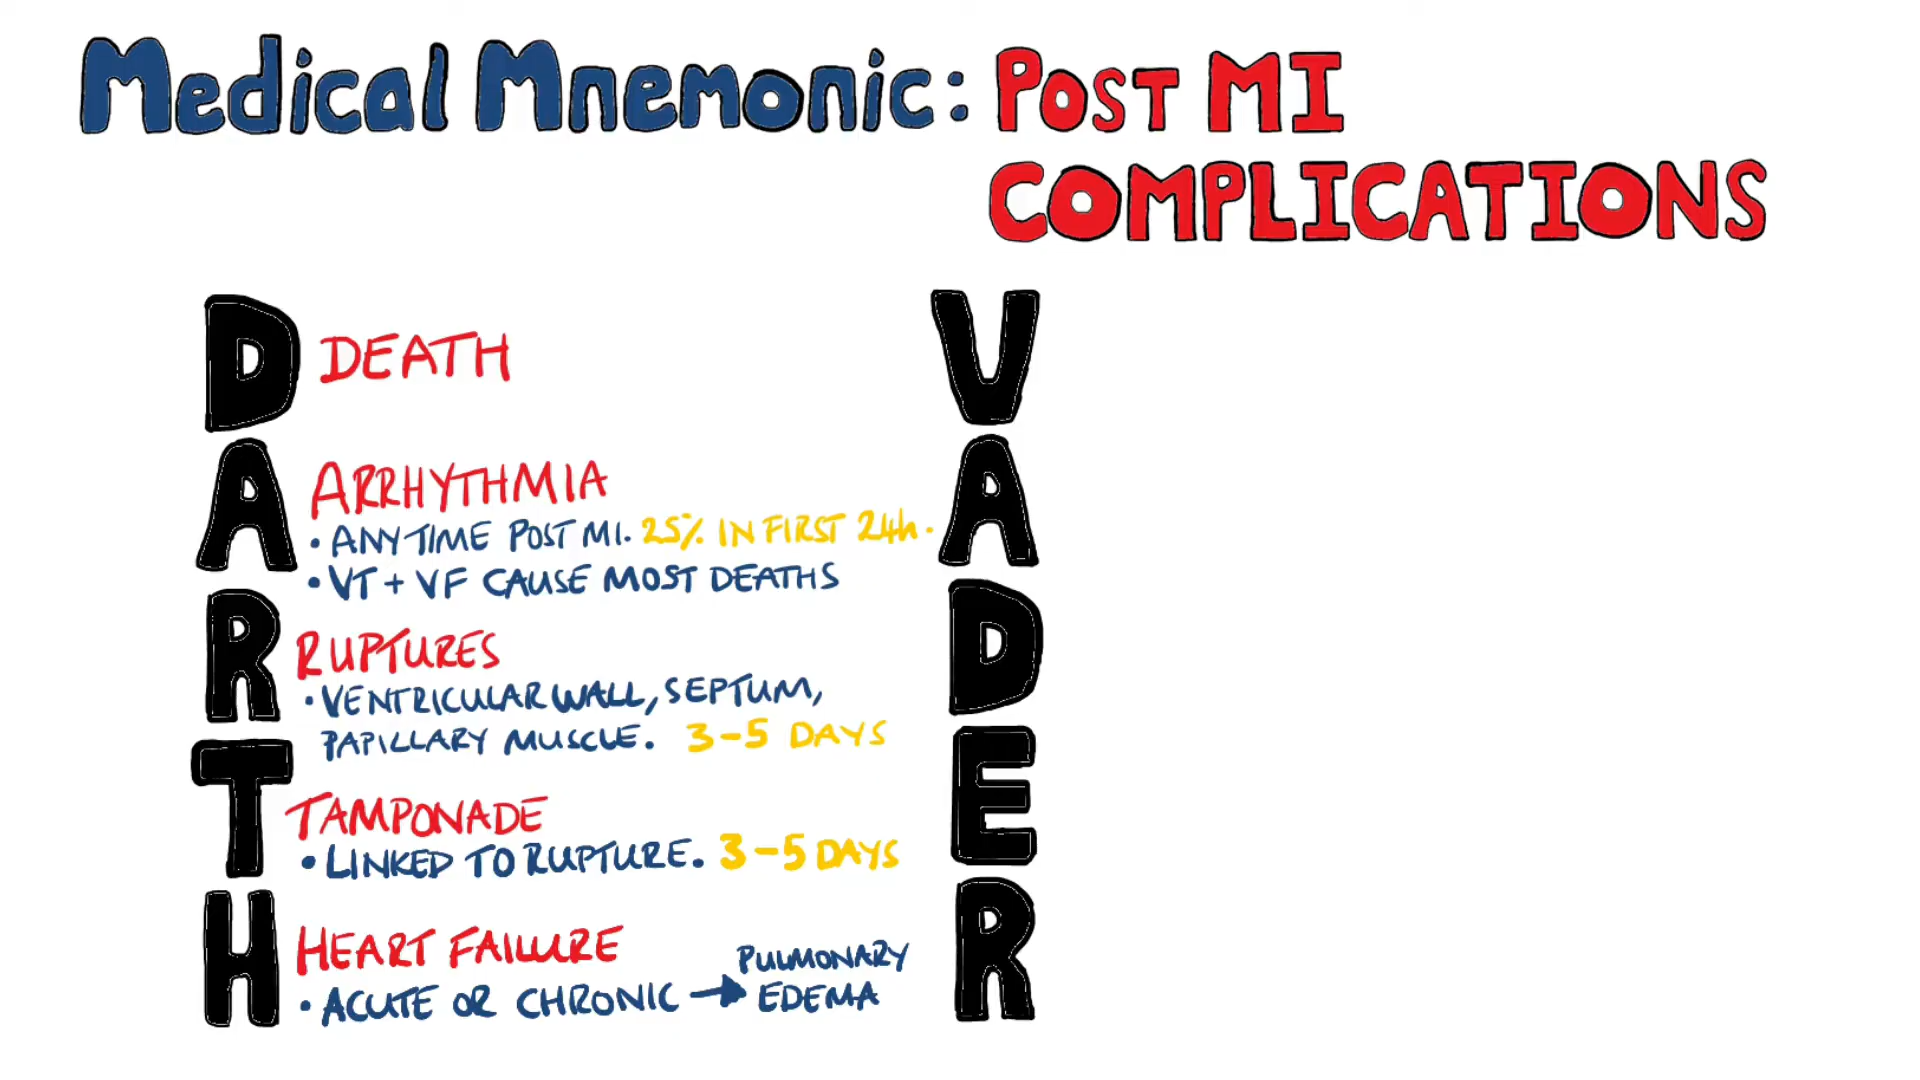 Medical Mnemonic: POST MI
COMPLICATIONS
D DEATH
A ARRHYTHMIA
• ANYTIME POST MI. 25% IN FIRST 24h.
• VT + VF CAUSE MOST DEATHS
R RUPTURES
• VENTRICULAR WALL, SEPTUM,
PAPILLARY MUSCLE. 3-5 DAYS
T TAMPONADE
• LINKED TO RUPTURE. 3-5 DAYS
H HEART FAILURE
• ACUTE OR CHRONIC → PULMONARY
EDEMA
V
A
D
E
R